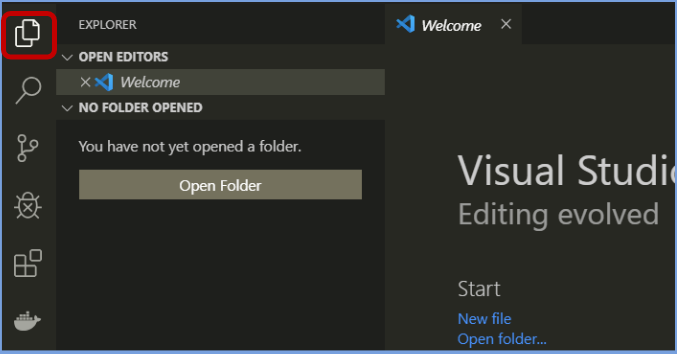 EXPLORER
OPEN EDITORS
Welcome
NO FOLDER OPENED
You have not yet opened a folder.
Open Folder
Welcome
Visual Studio
Editing evolved
Start
New file
Open folder...